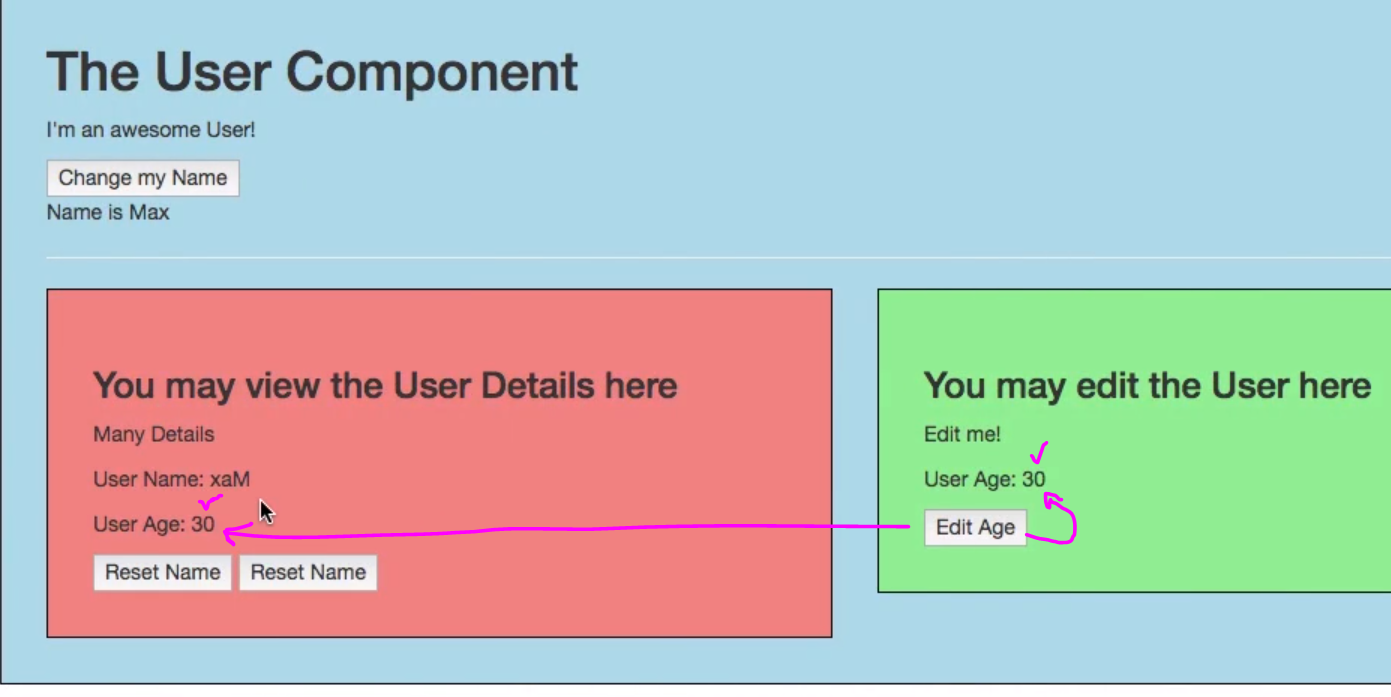 The User Component
I'm an awesome User!
Change my Name
Name is Max
You may view the User Details here
Many Details
User Name: xaM
User Age: 30
Reset Name Reset Name
You may edit the User here
Edit me!
User Age: 30
Edit Age